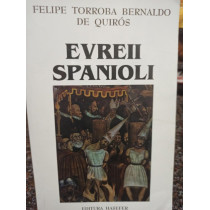 FELIPE TORROBA BERNALDO
DE QUIRÓS
EVREII
SPANIOLI
EDITURA HASEFER